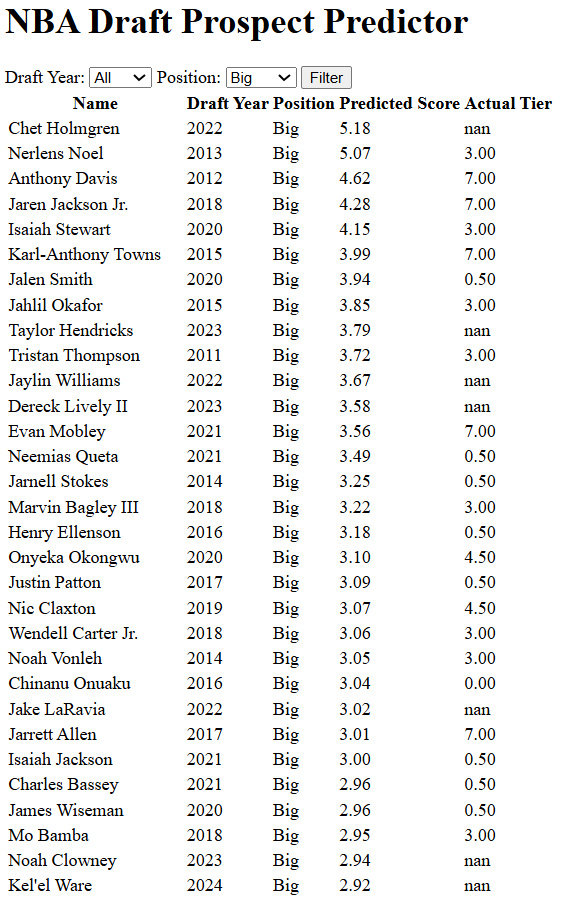 NBA Draft Prospect Predictor
Draft Year: All Position: Big Filter
Name Draft Year Position Predicted Score Actual Tier
Chet Holmgren 2022 Big 5.18 nan
Nerlens Noel 2013 Big 5.07 3.00
Anthony Davis 2012 Big 4.62 7.00
Jaren Jackson Jr. 2018 Big 4.28 7.00
Isaiah Stewart 2020 Big 4.15 3.00
Karl-Anthony Towns 2015 Big 3.99 7.00
Jalen Smith 2020 Big 3.94 0.50
Jahlil Okafor 2015 Big 3.85 3.00
Taylor Hendricks 2023 Big 3.79 nan
Tristan Thompson 2011 Big 3.72 3.00
Jaylin Williams 2022 Big 3.67 nan
Dereck Lively II 2023 Big 3.58 nan
Evan Mobley 2021 Big 3.56 7.00
Neemias Queta 2021 Big 3.49 0.50
Jarnell Stokes 2014 Big 3.25 0.50
Marvin Bagley III 2018 Big 3.22 3.00
Henry Ellenson 2016 Big 3.18 0.50
Onyeka Okongwu 2020 Big 3.10 4.50
Justin Patton 2017 Big 3.09 0.50
Nic Claxton 2019 Big 3.07 4.50
Wendell Carter Jr. 2018 Big 3.06 3.00
Noah Vonleh 2014 Big 3.05 3.00
Chinanu Onuaku 2016 Big 3.04 0.00
Jake LaRavia 2022 Big 3.02 nan
Jarrett Allen 2017 Big 3.01 7.00
Isaiah Jackson 2021 Big 3.00 0.50
Charles Bassey 2021 Big 2.96 0.50
James Wiseman 2020 Big 2.96 0.50
Mo Bamba 2018 Big 2.95 3.00
Noah Clowney 2023 Big 2.94 nan
Kel'el Ware 2024 Big 2.92 nan